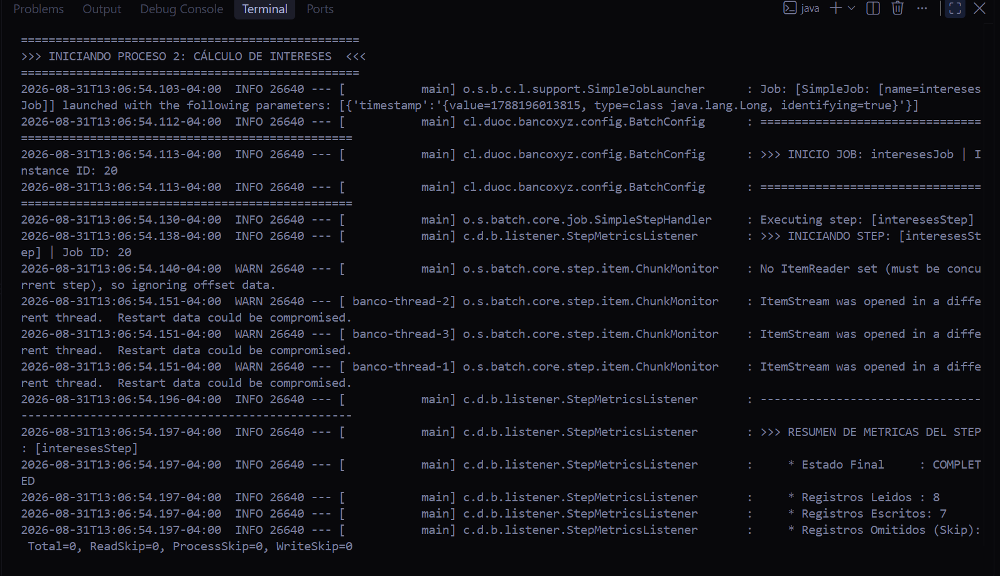 Problems Output Debug Console Terminal Ports java
=================================================
>>> INICIANDO PROCESO 2: CÁLCULO DE INTERESES  <<<
=================================================
2026-08-31T13:06:54.103-04:00  INFO 26640 --- [           main] o.s.b.c.l.support.SimpleJobLauncher      : Job: [SimpleJob: [name=intereses
Job]] launched with the following parameters: [{'timestamp':'{value=1788196013815, type=class java.lang.Long, identifying=true}'}]
2026-08-31T13:06:54.112-04:00  INFO 26640 --- [           main] cl.duoc.bancoxyz.config.BatchConfig      : ================================
================================================
2026-08-31T13:06:54.113-04:00  INFO 26640 --- [           main] cl.duoc.bancoxyz.config.BatchConfig      : >>> INICIO JOB: interesesJob | I
nstance ID: 20
2026-08-31T13:06:54.113-04:00  INFO 26640 --- [           main] cl.duoc.bancoxyz.config.BatchConfig      : ================================
================================================
2026-08-31T13:06:54.130-04:00  INFO 26640 --- [           main] o.s.batch.core.job.SimpleStepHandler     : Executing step: [interesesStep]
2026-08-31T13:06:54.138-04:00  INFO 26640 --- [           main] c.d.b.listener.StepMetricsListener       : >>> INICIANDO STEP: [interesesSt
ep] | Job ID: 20
2026-08-31T13:06:54.140-04:00  WARN 26640 --- [           main] o.s.batch.core.step.item.ChunkMonitor    : No ItemReader set (must be concu
rrent step), so ignoring offset data.
2026-08-31T13:06:54.151-04:00  WARN 26640 --- [ banco-thread-2] o.s.batch.core.step.item.ChunkMonitor    : ItemStream was opened in a diffe
rent thread.  Restart data could be compromised.
2026-08-31T13:06:54.151-04:00  WARN 26640 --- [ banco-thread-3] o.s.batch.core.step.item.ChunkMonitor    : ItemStream was opened in a diffe
rent thread.  Restart data could be compromised.
2026-08-31T13:06:54.151-04:00  WARN 26640 --- [ banco-thread-1] o.s.batch.core.step.item.ChunkMonitor    : ItemStream was opened in a diffe
rent thread.  Restart data could be compromised.
2026-08-31T13:06:54.196-04:00  INFO 26640 --- [           main] c.d.b.listener.StepMetricsListener       : --------------------------------
------------------------------------------------
2026-08-31T13:06:54.197-04:00  INFO 26640 --- [           main] c.d.b.listener.StepMetricsListener       : >>> RESUMEN DE METRICAS DEL STEP
: [interesesStep]
2026-08-31T13:06:54.197-04:00  INFO 26640 --- [           main] c.d.b.listener.StepMetricsListener       :     * Estado Final     : COMPLET
ED
2026-08-31T13:06:54.197-04:00  INFO 26640 --- [           main] c.d.b.listener.StepMetricsListener       :     * Registros Leidos : 8
2026-08-31T13:06:54.197-04:00  INFO 26640 --- [           main] c.d.b.listener.StepMetricsListener       :     * Registros Escritos: 7
2026-08-31T13:06:54.197-04:00  INFO 26640 --- [           main] c.d.b.listener.StepMetricsListener       :     * Registros Omitidos (Skip):
 Total=0, ReadSkip=0, ProcessSkip=0, WriteSkip=0